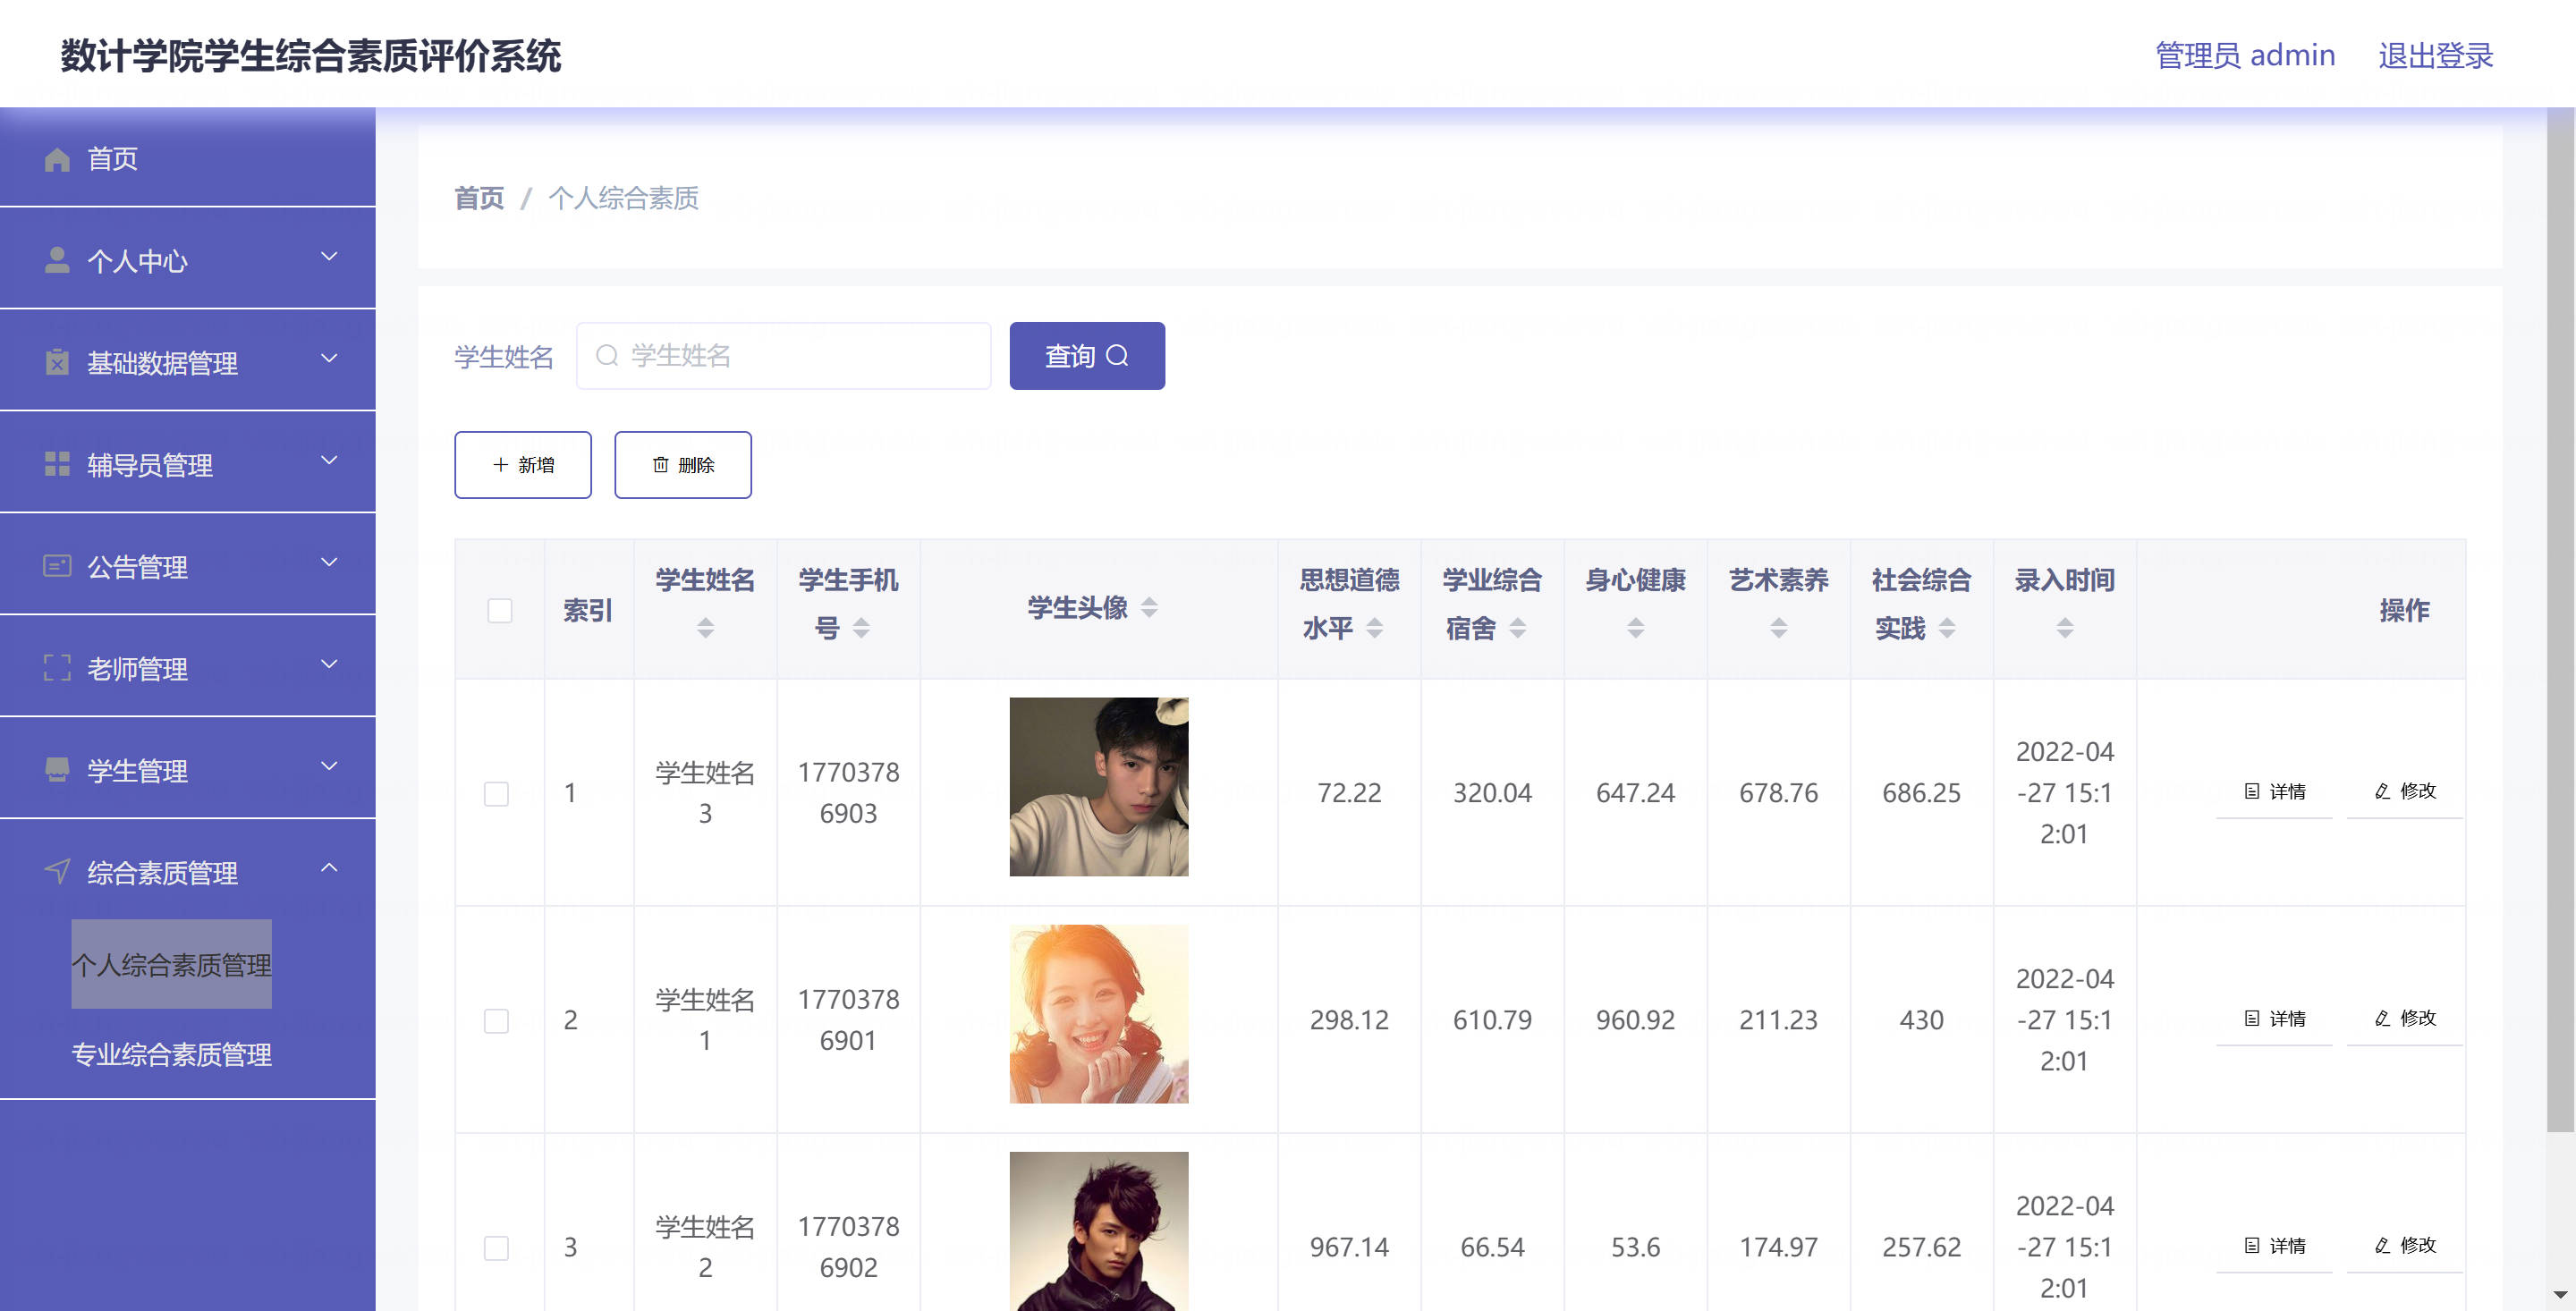 数计学院学生综合素质评价系统
管理员 admin 退出登录
首页
个人中心
基础数据管理
辅导员管理
公告管理
老师管理
学生管理
综合素质管理
个人综合素质管理
专业综合素质管理
首页 / 个人综合素质
学生姓名 学生姓名 查询
新增 删除
索引 学生姓名 学生手机号 学生头像 思想道德水平 学业综合宿舍 身心健康 艺术素养 社会综合实践 录入时间 操作
1 学生姓名3 17703786903 72.22 320.04 647.24 678.76 686.25 2022-04-27 15:12:01 详情 修改
2 学生姓名1 17703786901 298.12 610.79 960.92 211.23 430 2022-04-27 15:12:01 详情 修改
3 学生姓名2 17703786902 967.14 66.54 53.6 174.97 257.62 2022-04-27 15:12:01 详情 修改